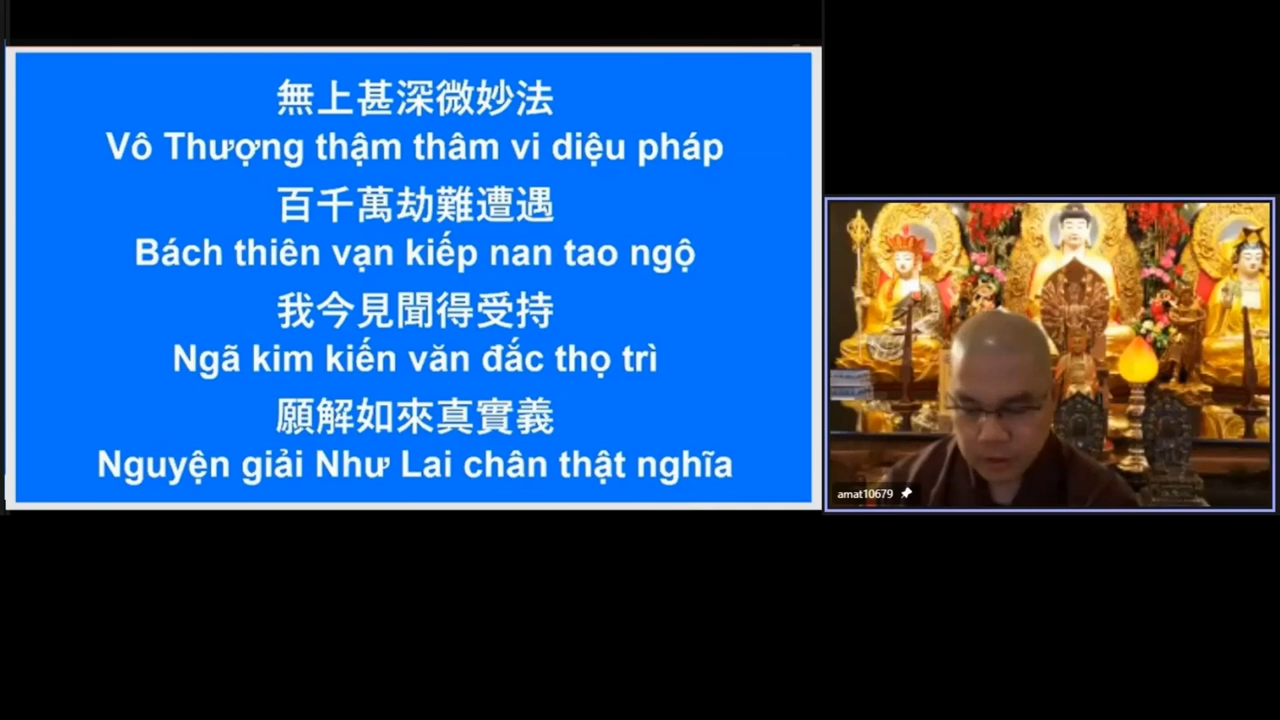 無上甚深微妙法
Vô Thượng thậm thâm vi diệu pháp
百千萬劫難遭遇
Bách thiên vạn kiếp nan tao ngộ
我今見聞得受持
Ngã kim kiến văn đắc thọ trì
願解如來真實義
Nguyện giải Như Lai chân thật nghĩa
amat10679